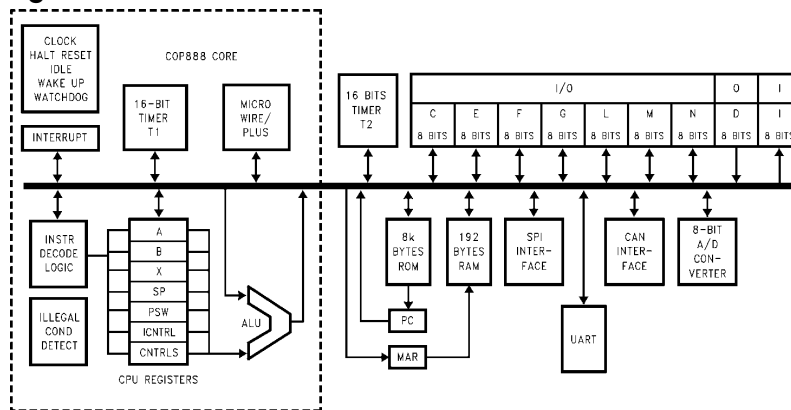 CLOCK
HALT RESET
IDLE
WAKE UP
WATCHDOG
COP888 CORE
INTERRUPT
16-BIT
TIMER
T1
MICRO
WIRE/
PLUS
16 BITS
TIMER
T2
I/O
O
I
C
E
F
G
L
M
N
D
I
8 BITS
8 BITS
8 BITS
8 BITS
8 BITS
8 BITS
8 BITS
8 BITS
8 BITS
INSTR
DECODE
LOGIC
ILLEGAL
COND
DETECT
A
B
X
SP
PSW
ICNTRL
CNTRLS
CPU REGISTERS
ALU
8k
BYTES
ROM
192
BYTES
RAM
SPI
INTER-
FACE
CAN
INTER-
FACE
8-BIT
A/D
CON-
VERTER
PC
MAR
UART